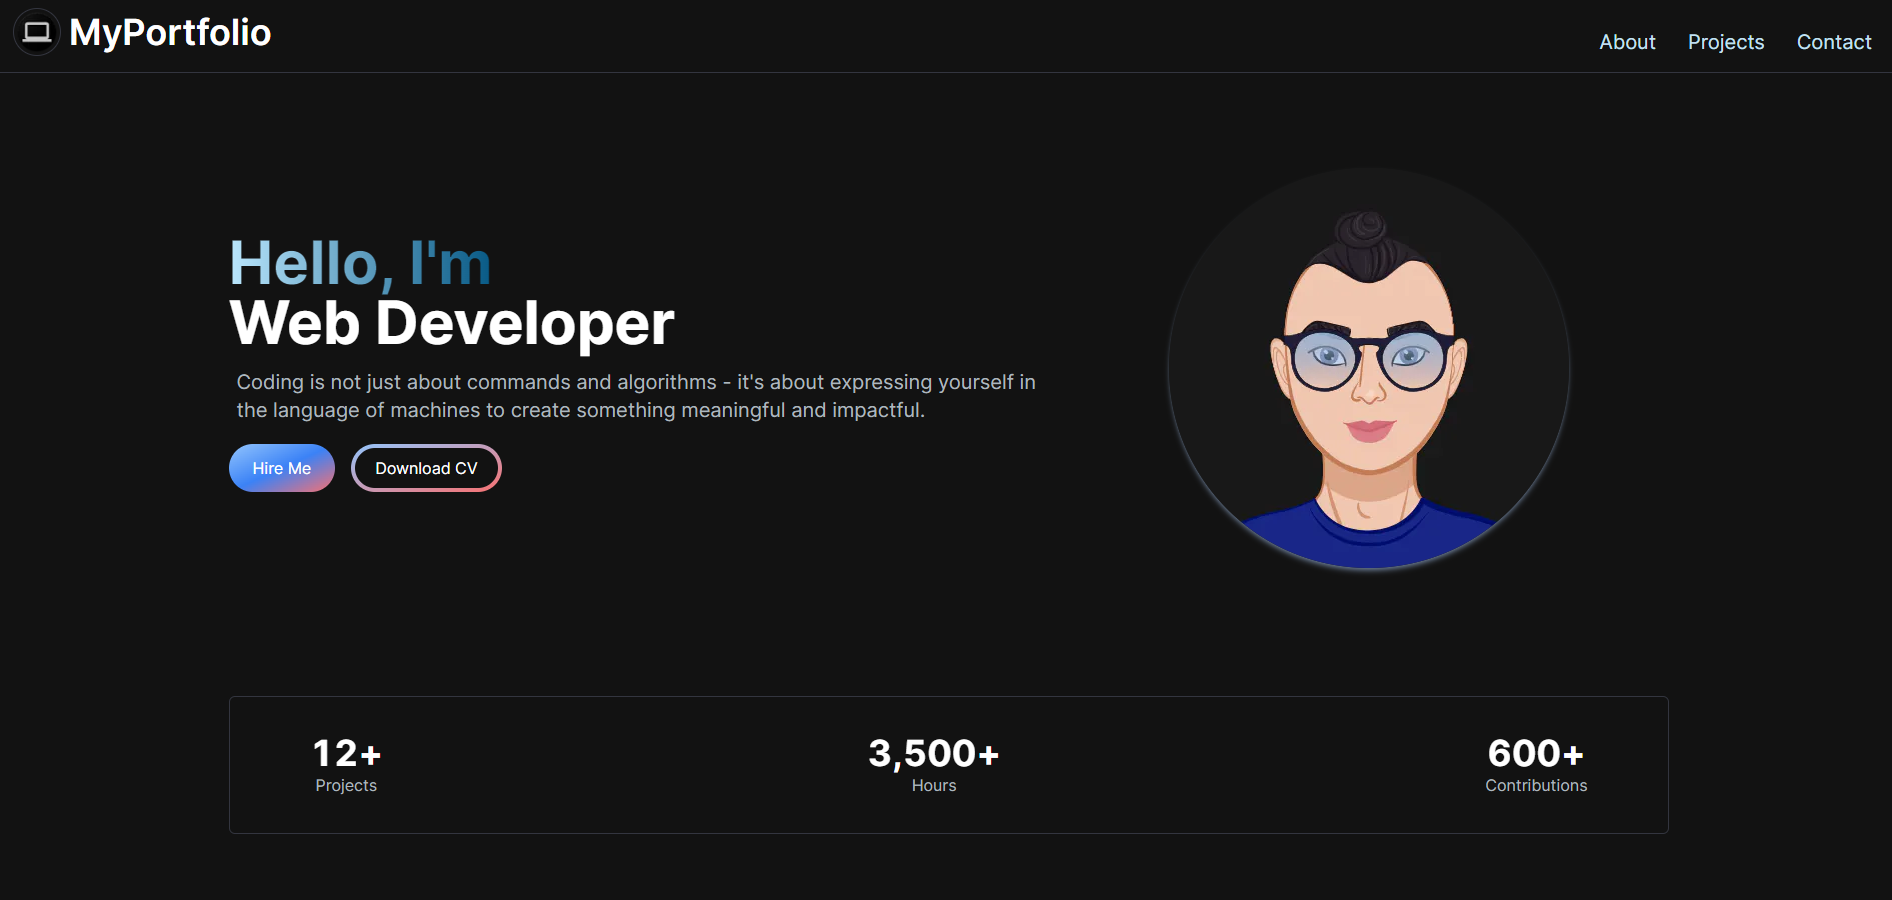 MyPortfolio
About Projects Contact
Hello, I'm
Web Developer
Coding is not just about commands and algorithms - it's about expressing yourself in
the language of machines to create something meaningful and impactful.
Hire Me Download CV
12+ 3,500+ 600+
Projects Hours Contributions